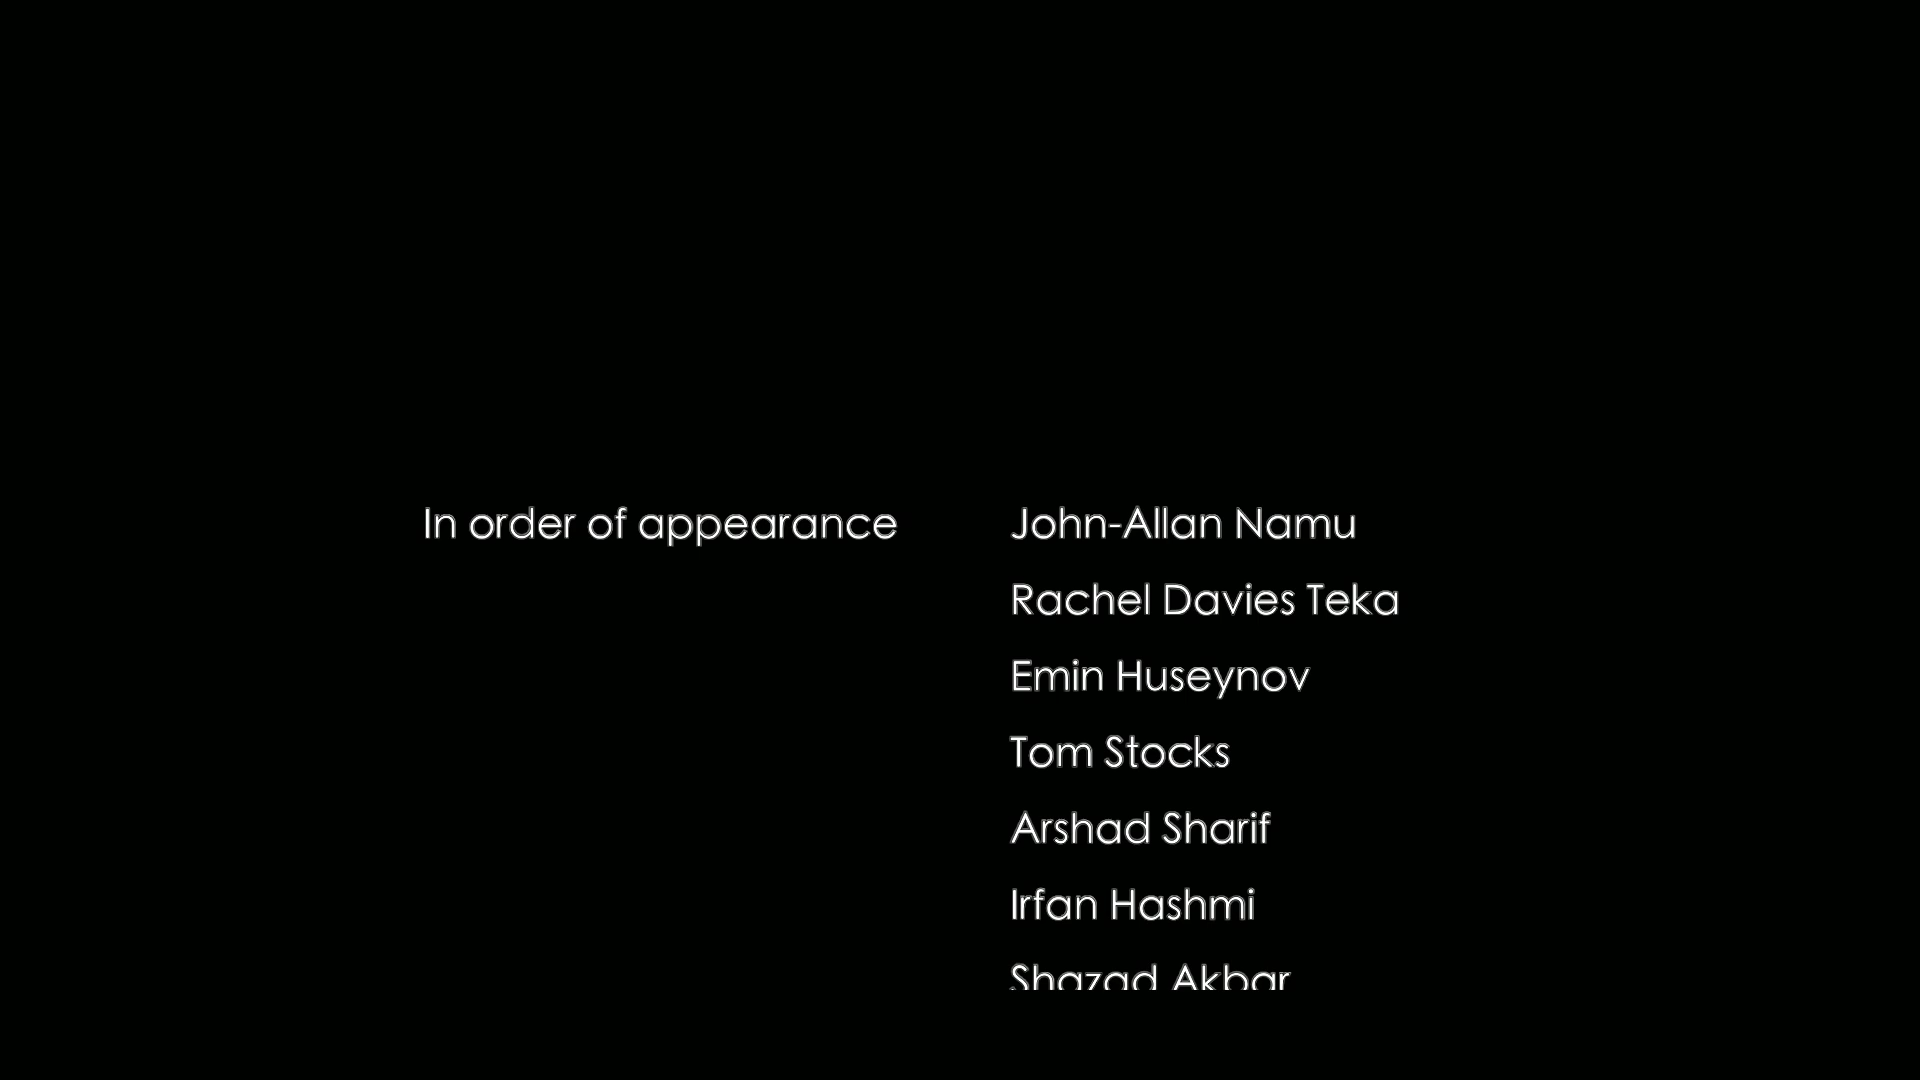 In order of appearance John-Allan Namu
Rachel Davies Teka
Emin Huseynov
Tom Stocks
Arshad Sharif
Irfan Hashmi
Shazad Akbar